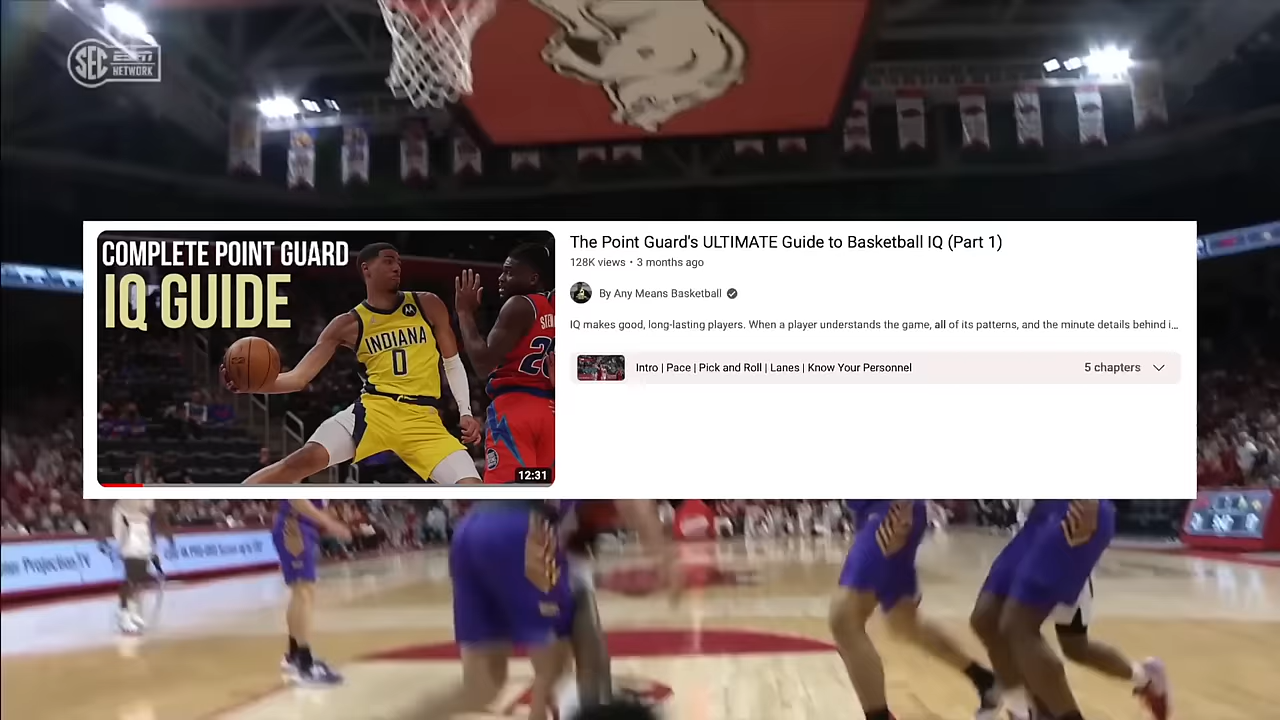 SEC ESPN
NETWORK
COMPLETE POINT GUARD
IQ GUIDE
INDIANA
0
12:31
The Point Guard's ULTIMATE Guide to Basketball IQ (Part 1)
128K views • 3 months ago
By Any Means Basketball
IQ makes good, long-lasting players. When a player understands the game, all of its patterns, and the minute details behind i...
Intro | Pace | Pick and Roll | Lanes | Know Your Personnel
5 chapters
Projection TV